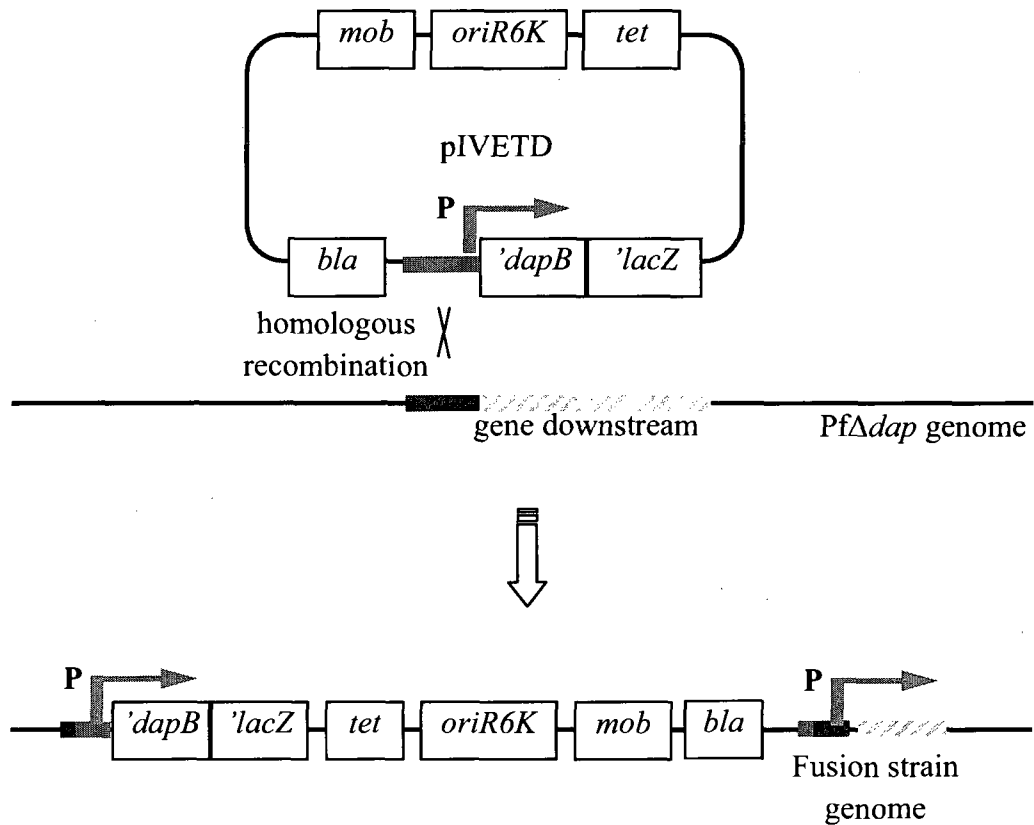 mob oriR6K tet
pIVETD
P
bla 'dapB 'lacZ
homologous
recombination
gene downstream
PfΔdap genome
P P
'dapB 'lacZ tet oriR6K mob bla
Fusion strain
genome